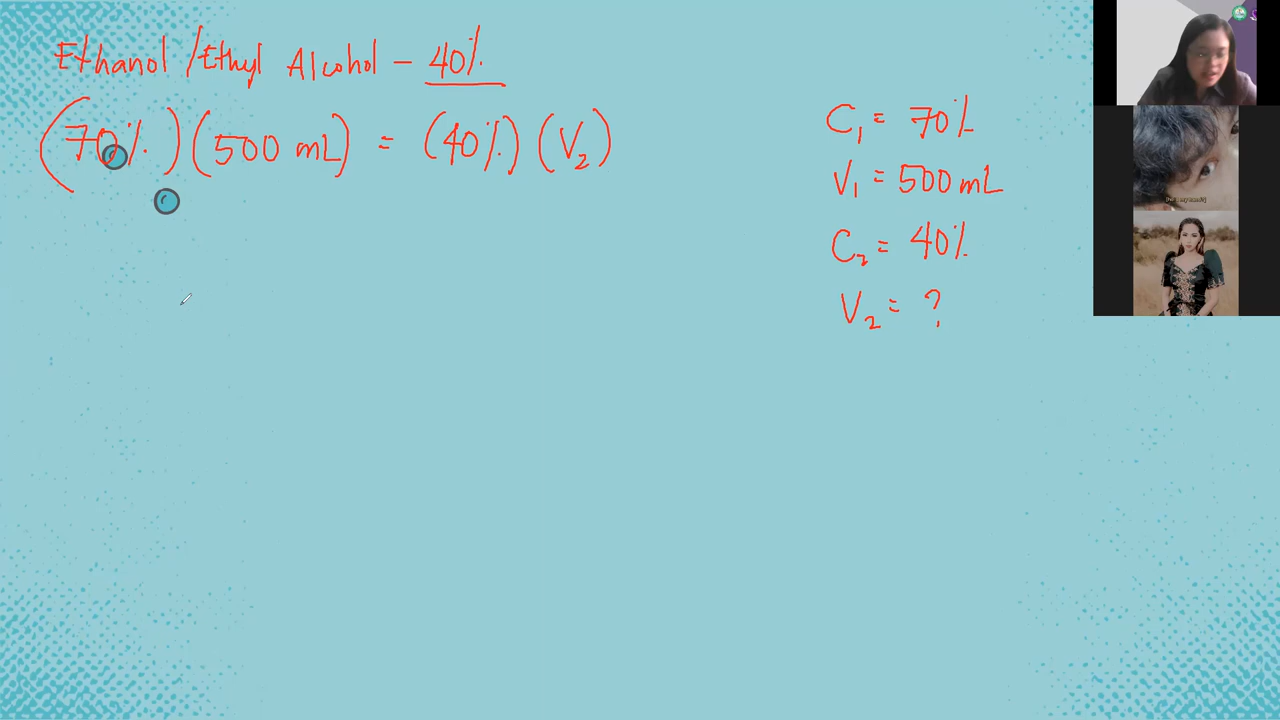 Ethanol /Ethyl Alcohol - 40%
(70%) (500 mL) = (40%) (V₂)
C₁ = 70%
V₁ = 500 mL
C₂ = 40%
V₂ = ?